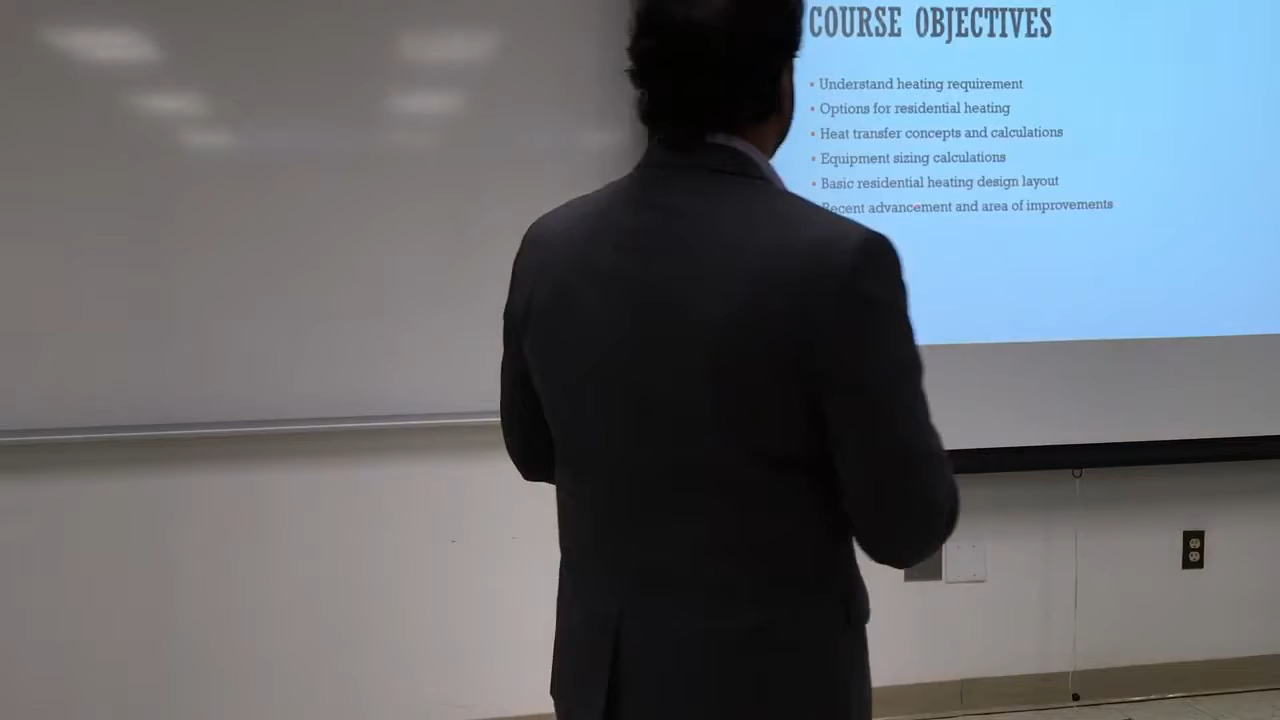 COURSE OBJECTIVES
▪ Understand heating requirement
▪ Options for residential heating
▪ Heat transfer concepts and calculations
▪ Equipment sizing calculations
▪ Basic residential heating design layout
Recent advancement and area of improvements